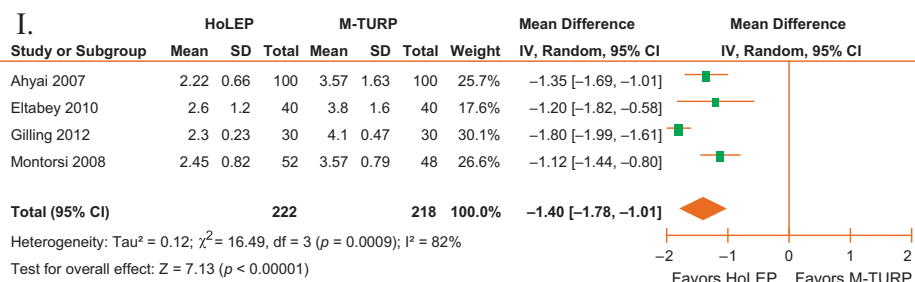 I.
HoLEP M-TURP Mean Difference Mean Difference
Study or Subgroup Mean SD Total Mean SD Total Weight IV, Random, 95% CI IV, Random, 95% CI
Ahyai 2007 2.22 0.66 100 3.57 1.63 100 25.7% −1.35 [−1.69, −1.01]
Eltabey 2010 2.6 1.2 40 3.8 1.6 40 17.6% −1.20 [−1.82, −0.58]
Gilling 2012 2.3 0.23 30 4.1 0.47 30 30.1% −1.80 [−1.99, −1.61]
Montorsi 2008 2.45 0.82 52 3.57 0.79 48 26.6% −1.12 [−1.44, −0.80]
Total (95% CI) 222 218 100.0% −1.40 [−1.78, −1.01]
Heterogeneity: Tau² = 0.12; χ² = 16.49, df = 3 (p = 0.0009); I² = 82%
Test for overall effect: Z = 7.13 (p < 0.00001)
−2 −1 0 1 2
Favors HoLEP Favors M-TURP